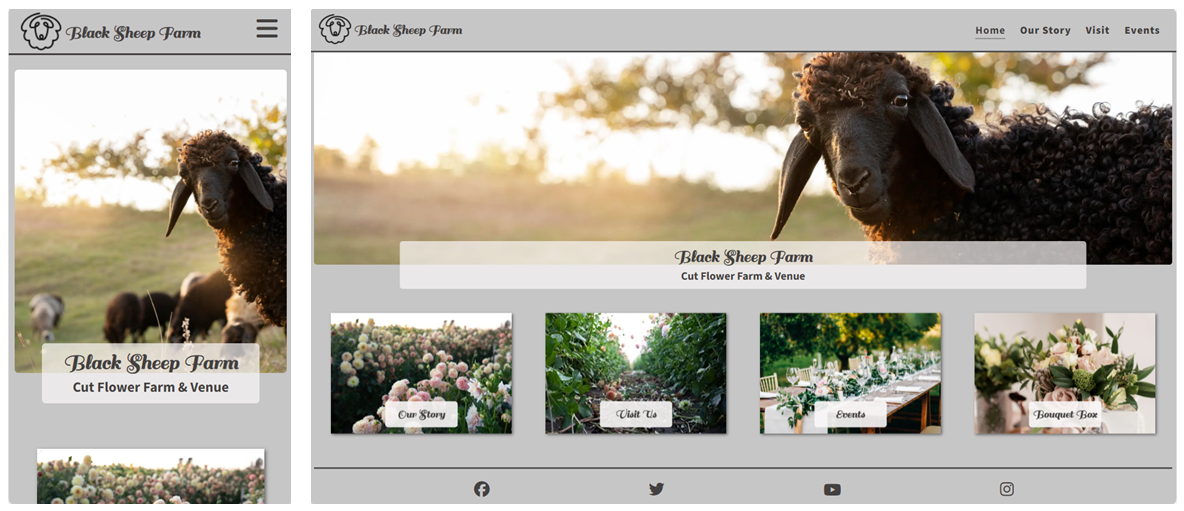 Black Sheep Farm
Black Sheep Farm
Cut Flower Farm & Venue
Black Sheep Farm
Home Our Story Visit Events
Black Sheep Farm
Cut Flower Farm & Venue
Our Story
Visit Us
Events
Bouquet Box